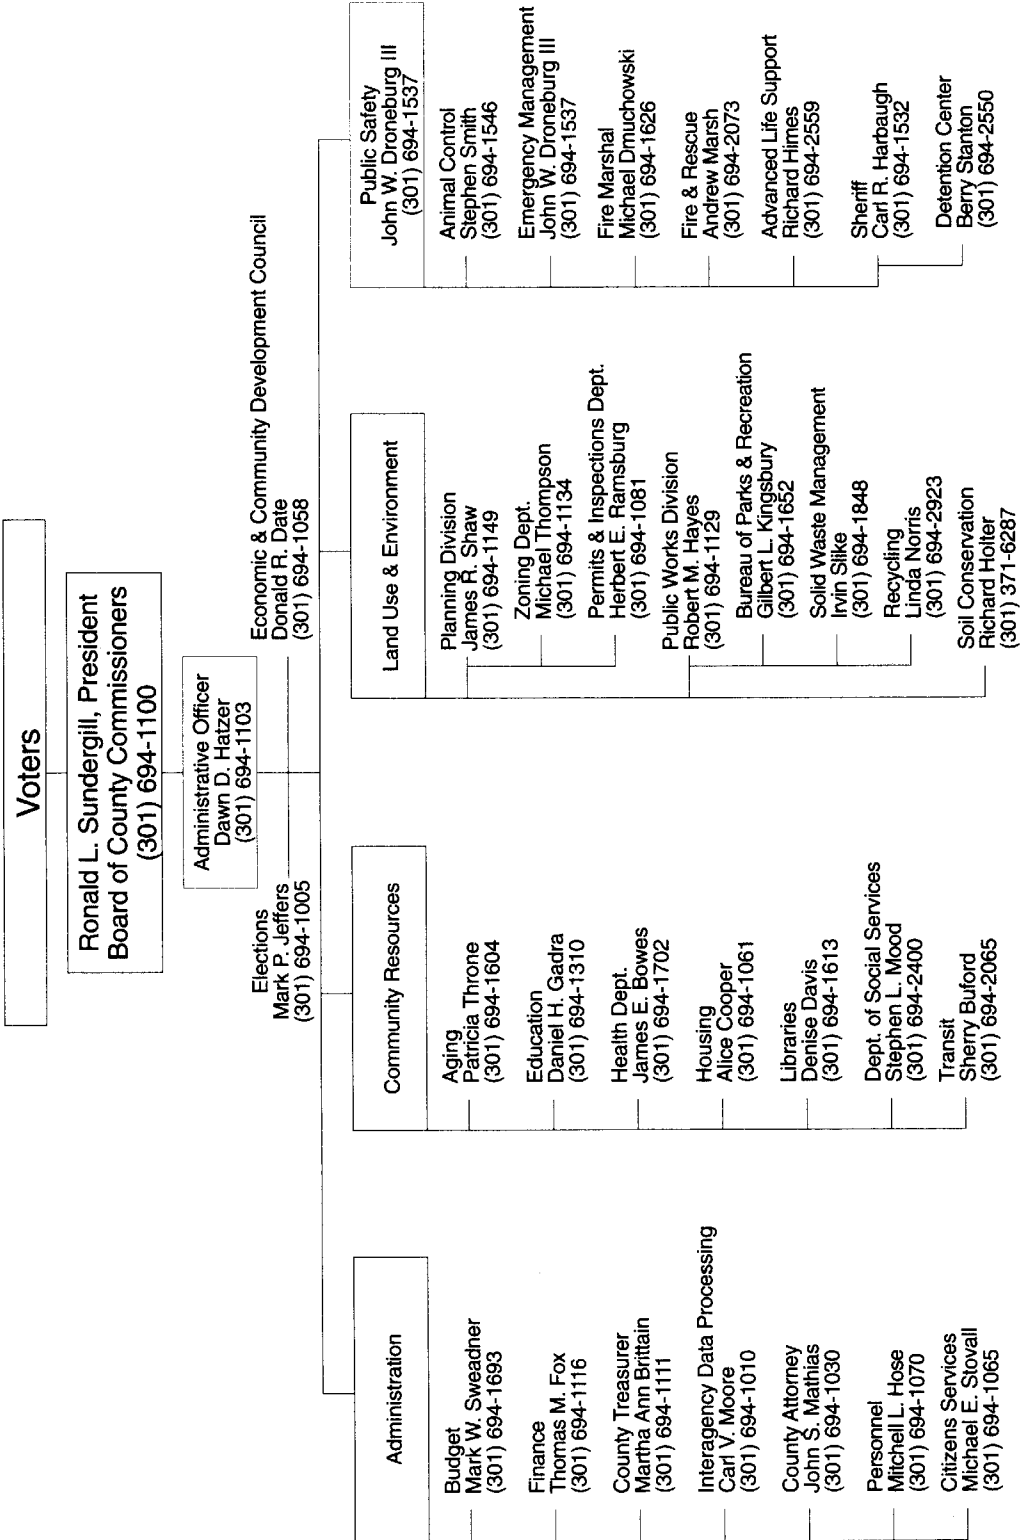 Voters
Ronald L. Sundergill, President
Board of County Commissioners
(301) 694-1100
Administrative Officer
Dawn D. Hatzer
(301) 694-1103
Elections
Mark P. Jeffers
(301) 694-1005
Economic & Community Development Council
Donald R. Date
(301) 694-1058
Administration
Budget
Mark W. Sweadner
(301) 694-1693
Finance
Thomas M. Fox
(301) 694-1116
County Treasurer
Martha Ann Brittain
(301) 694-1111
Interagency Data Processing
Carl V. Moore
(301) 694-1010
County Attorney
John S. Mathias
(301) 694-1030
Personnel
Mitchell L. Hose
(301) 694-1070
Citizens Services
Michael E. Stovall
(301) 694-1065
Community Resources
Aging
Patricia Throne
(301) 694-1604
Education
Daniel H. Gadra
(301) 694-1310
Health Dept.
James E. Bowes
(301) 694-1702
Housing
Alice Cooper
(301) 694-1061
Libraries
Denise Davis
(301) 694-1613
Dept. of Social Services
Stephen L. Mood
(301) 694-2400
Transit
Sherry Buford
(301) 694-2065
Land Use & Environment
Planning Division
James R. Shaw
(301) 694-1149
Zoning Dept.
Michael Thompson
(301) 694-1134
Permits & Inspections Dept.
Herbert E. Ramsburg
(301) 694-1081
Public Works Division
Robert M. Hayes
(301) 694-1129
Bureau of Parks & Recreation
Gilbert L. Kingsbury
(301) 694-1652
Solid Waste Management
Irvin Slike
(301) 694-1848
Recycling
Linda Norris
(301) 694-2923
Soil Conservation
Richard Holter
(301) 371-6287
Public Safety
John W. Droneburg III
(301) 694-1537
Animal Control
Stephen Smith
(301) 694-1546
Emergency Management
John W. Droneburg III
(301) 694-1537
Fire Marshal
Michael Dmuchowski
(301) 694-1626
Fire & Rescue
Andrew Marsh
(301) 694-2073
Advanced Life Support
Richard Himes
(301) 694-2559
Sheriff
Carl R. Harbaugh
(301) 694-1532
Detention Center
Berry Stanton
(301) 694-2550